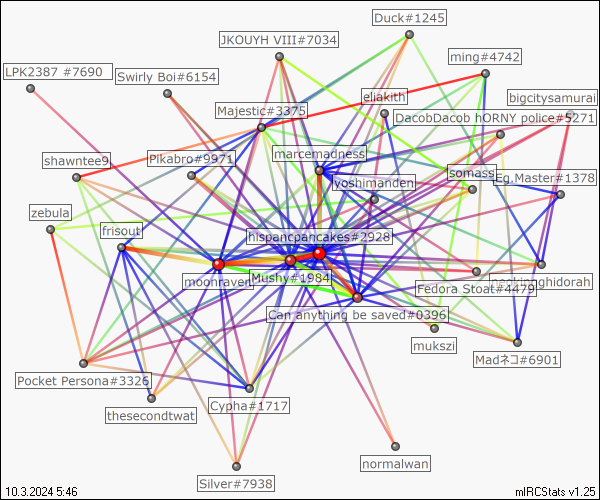 Duck#1245
JKOUYH VIII#7034
ming#4742
LPK2387 #7690
Swirly Boi#6154
eliakith
bigcitysamurai
Majestic#3375
DacobDacob hORNY police#5271
shawntee9
Pikabro#9971
marcemadness
somass
Eg.Master#1378
yoshimanden
zebula
frisout
hispancpancakes#2928
moonraven
Mushy#1984
Fedora Stoat#4479
Can anything be saved#0396
mukszi
Madネコ#6901
Pocket Persona#3326
thesecondtwat
Cypha#1717
normalwan
Silver#7938
10.3.2024 5:46
mIRCStats v1.25